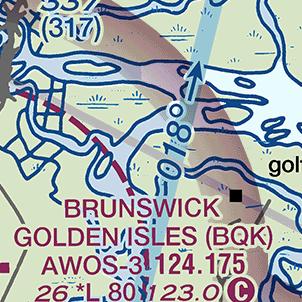 337
(317)
018°
golf
BRUNSWICK
GOLDEN ISLES (BQK)
AWOS-3 124.175
26 *L 80 123.0 C